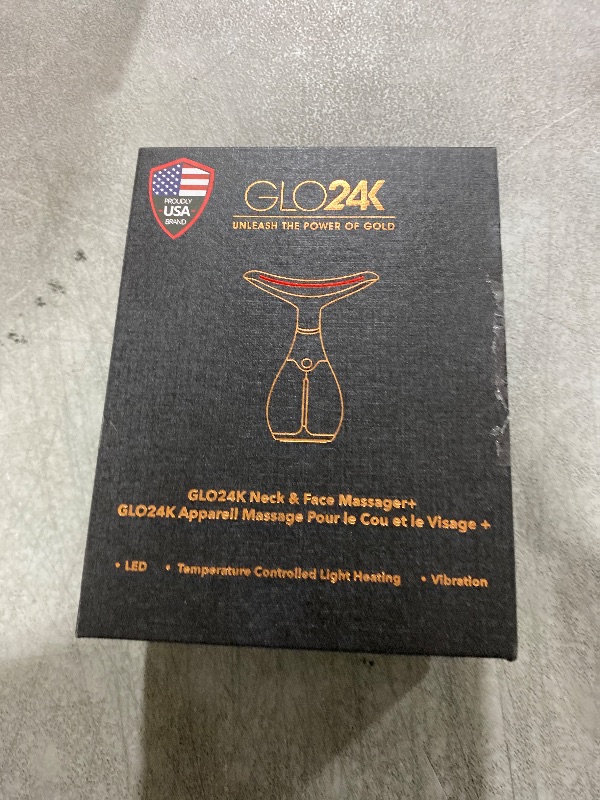 PROUDLY
USA
BRAND
GLO24K
UNLEASH THE POWER OF GOLD
GLO24K Neck & Face Massager+
GLO24K Appareil Massage Pour le Cou et le Visage +
• LED • Temperature Controlled Light Heating • Vibration